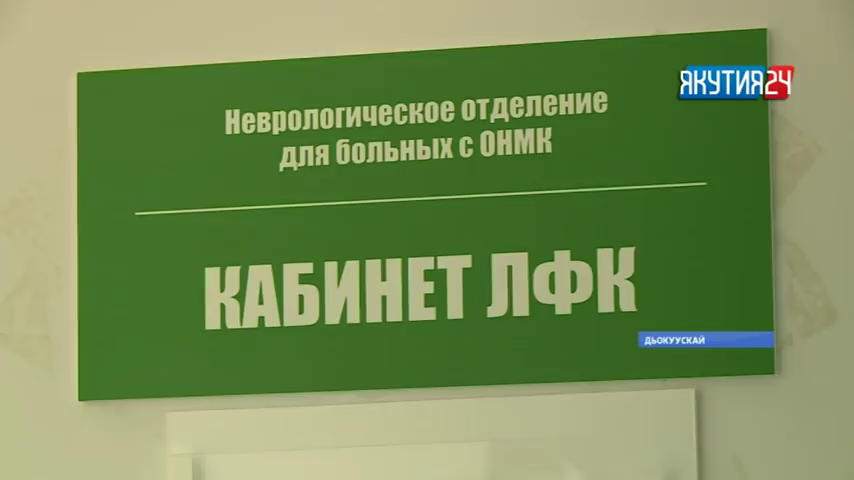 ЯКУТИЯ24
Неврологическое отделение
для больных с ОНМК
КАБИНЕТ ЛФК
ДЬОКУУСКАЙ